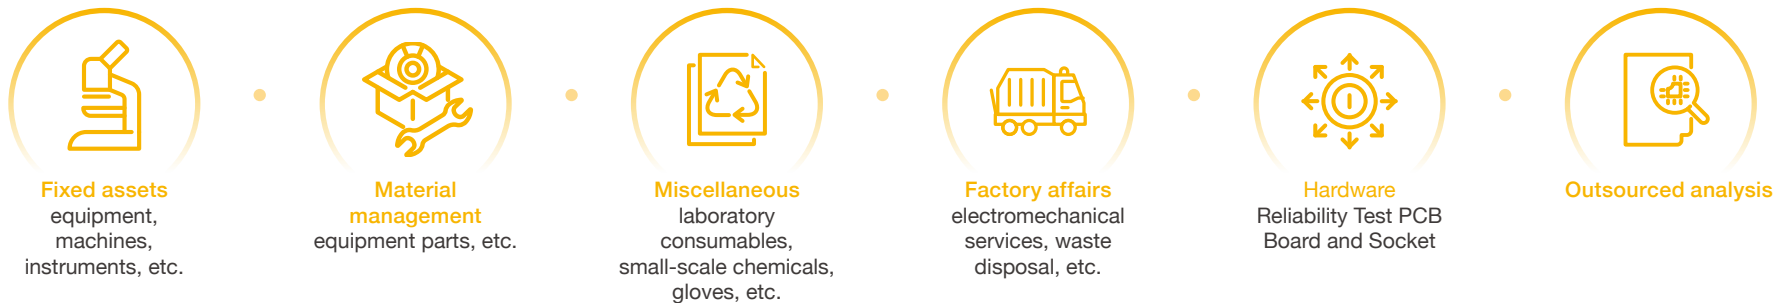 Fixed assets
equipment,
machines,
instruments, etc.
Material
management
equipment parts, etc.
Miscellaneous
laboratory
consumables,
small-scale chemicals,
gloves, etc.
Factory affairs
electromechanical
services, waste
disposal, etc.
Hardware
Reliability Test PCB
Board and Socket
Outsourced analysis